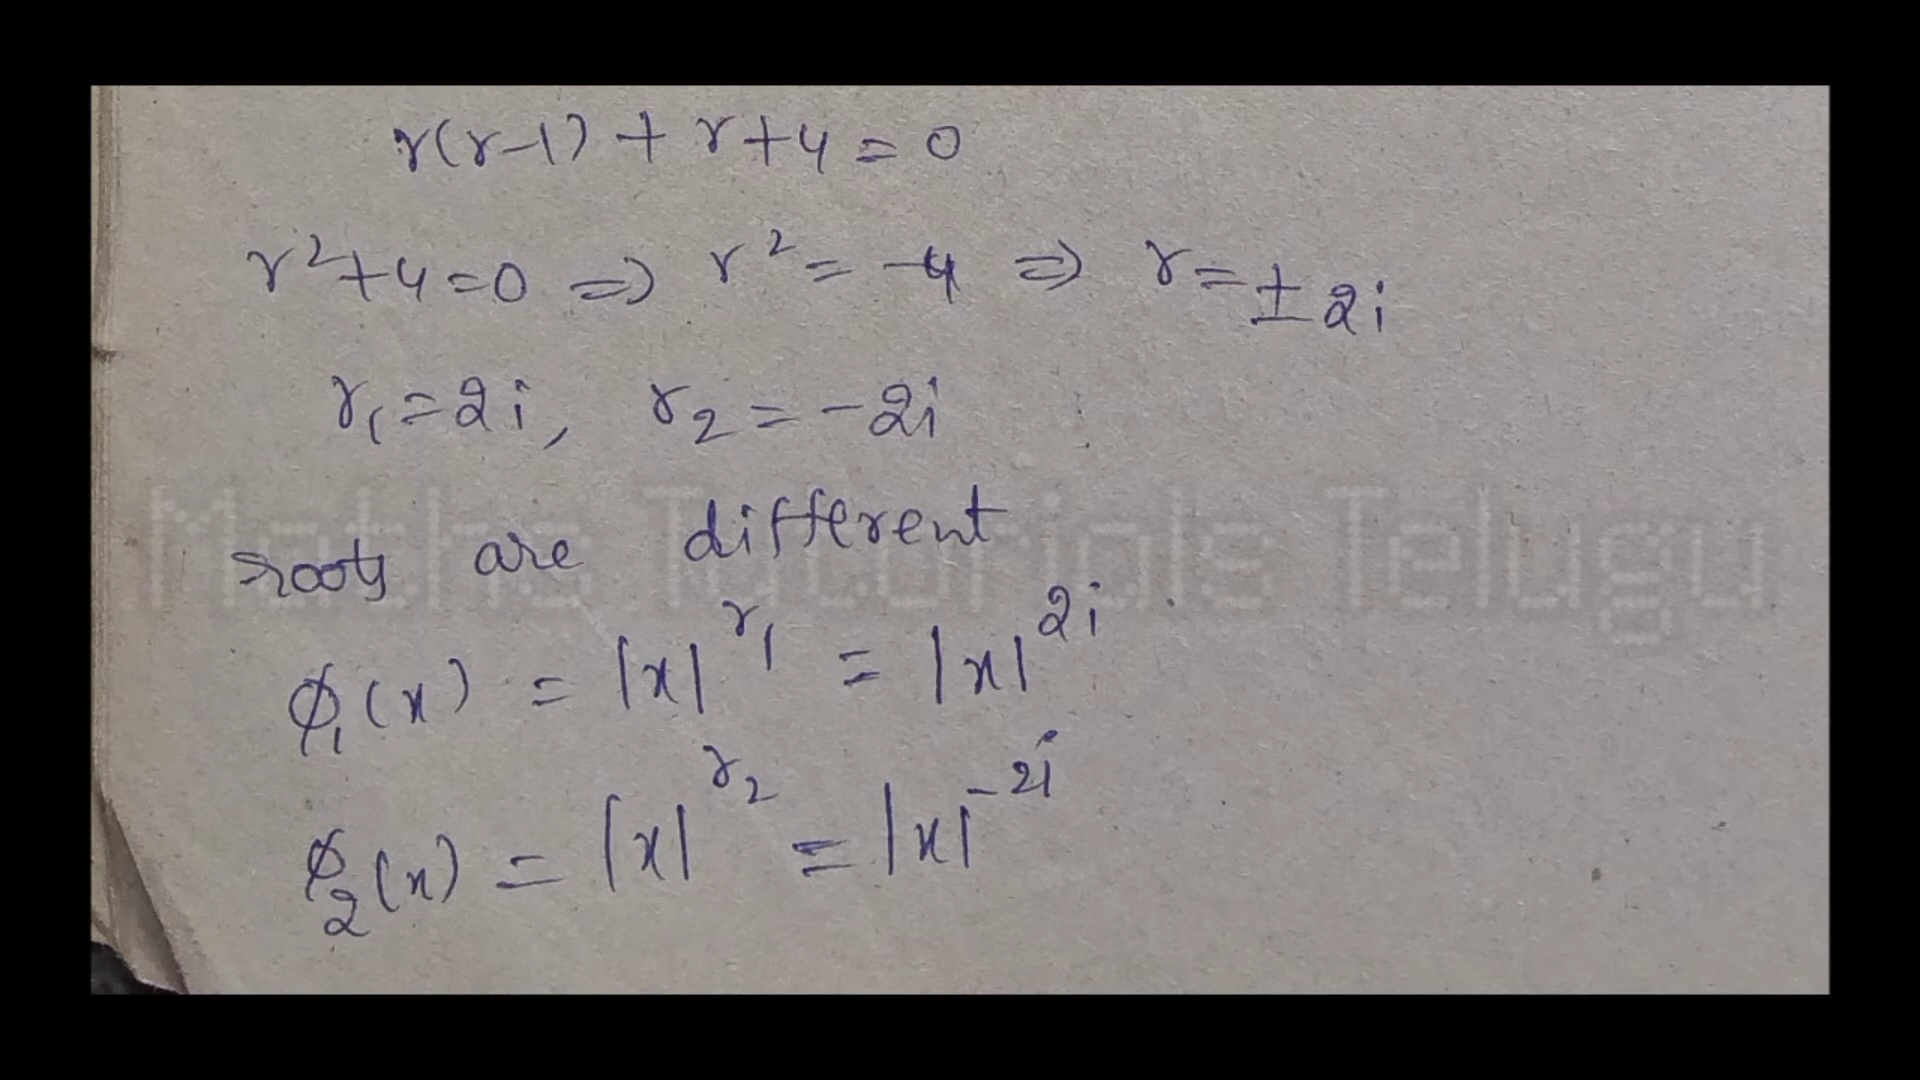 r(r-1) + r+4 = 0
r²+4=0 => r² = -4 => r = ± 2i
r₁ = 2i, r₂ = -2i
Maths Tutorials Telugu
roots are different
ϕ₁(x) = |x|^r₁ = |x|^2i
ϕ₂(x) = |x|^r₂ = |x|^-2i